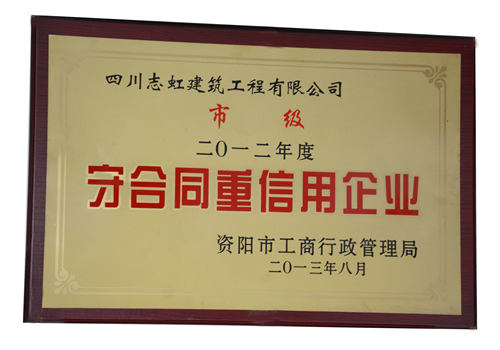 四川志虹建筑工程有限公司
市级
二〇一二年度
守合同重信用企业
资阳市工商行政管理局
二〇一三年八月